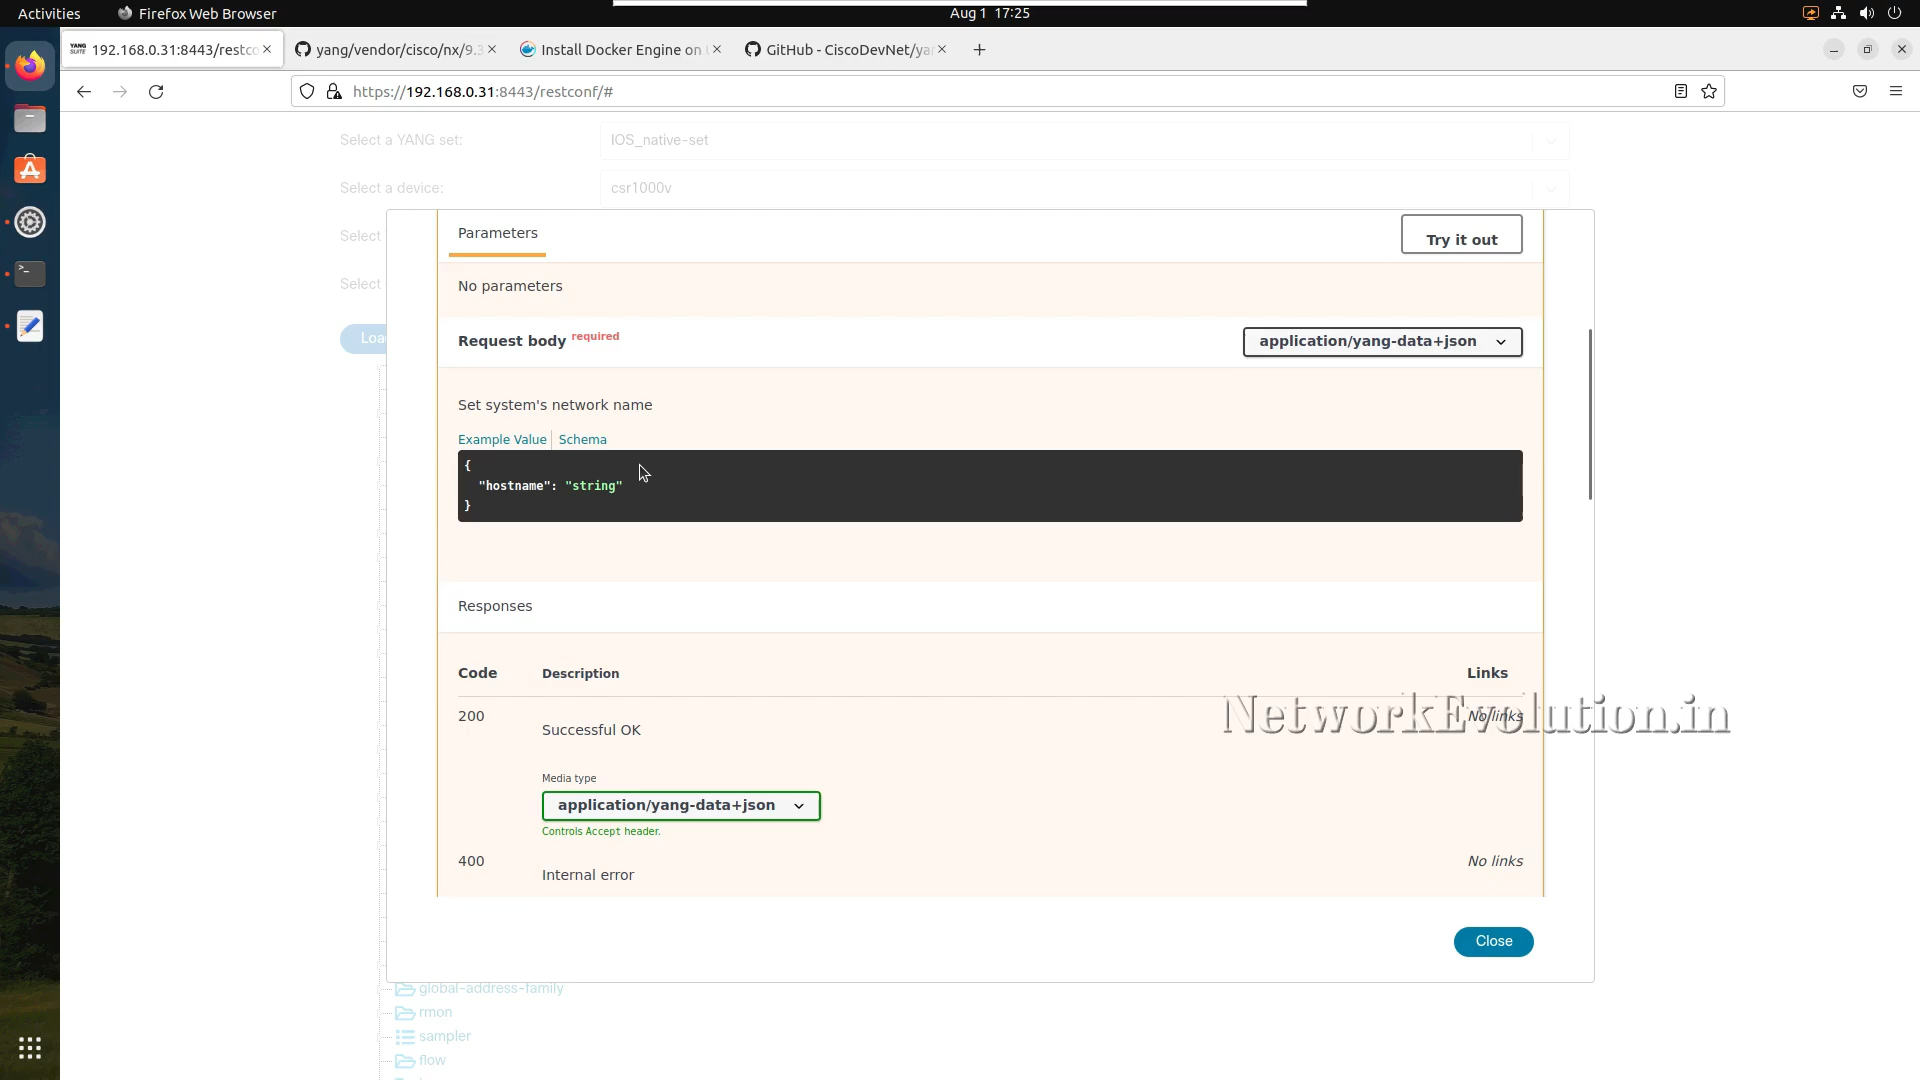 Activities
Firefox Web Browser
Aug 1 17:25
YANG SUITE
192.168.0.31:8443/restco
yang/vendor/cisco/nx/9.3
Install Docker Engine on
GitHub - CiscoDevNet/ya
https://192.168.0.31:8443/restconf/#
Select a YANG set:
IOS_native-set
Select a device:
csr1000v
Select
Select
Loa
Parameters
Try it out
No parameters
Request body required
application/yang-data+json
Set system's network name
Example Value
Schema
{
"hostname": "string"
}
Responses
Code
Description
Links
200
Successful OK
No links
NetworkEvolution.in
Media type
application/yang-data+json
Controls Accept header.
400
Internal error
No links
Close
global-address-family
rmon
sampler
flow